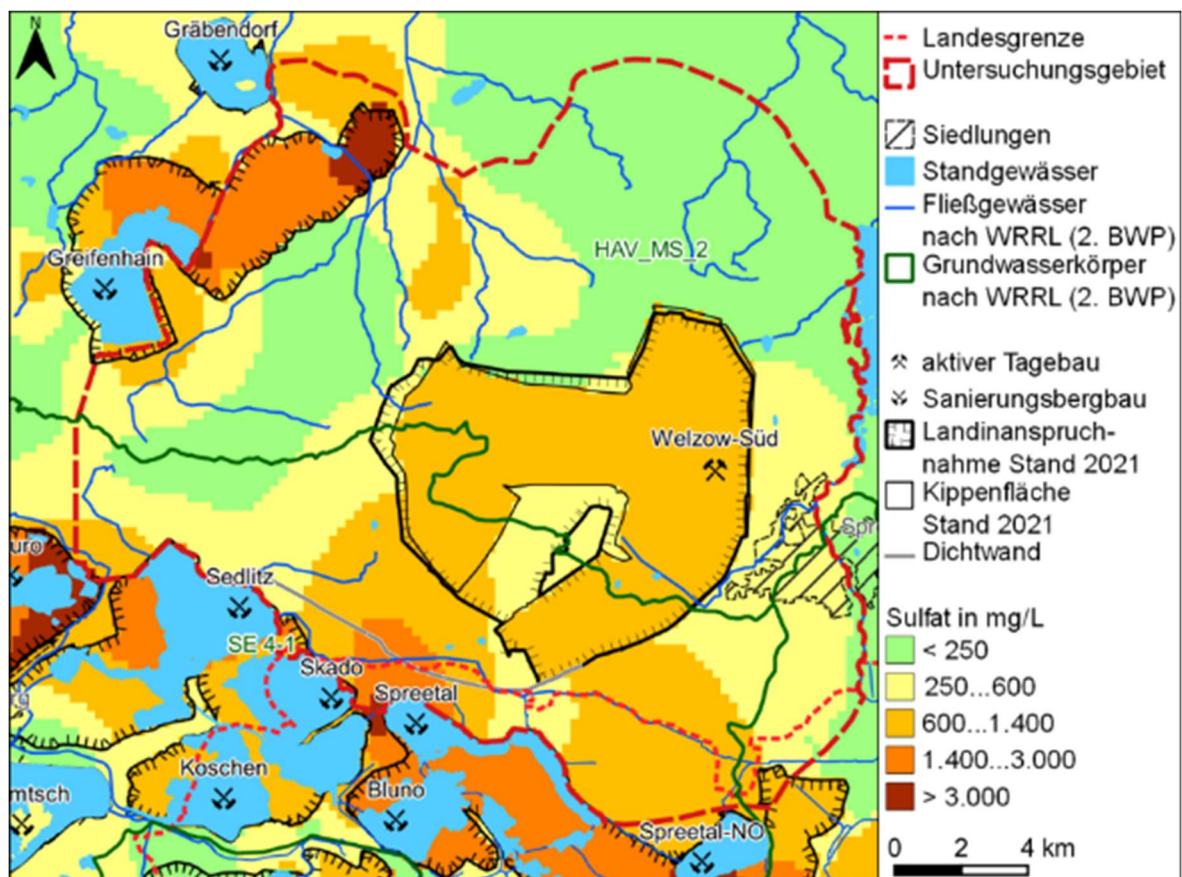 N
Gräbendorf
Greifenhain
HAV_MS_2
Welzow-Süd
Spr
uro
Sedlitz
SE 4-1
Skado
Spreetal
Koschen
Bluno
mtsch
Spreetal-NO
Landesgrenze
Untersuchungsgebiet
Siedlungen
Standgewässer
Fließgewässer
nach WRRL (2. BWP)
Grundwasserkörper
nach WRRL (2. BWP)
aktiver Tagebau
Sanierungsbergbau
Landinanspruch-
nahme Stand 2021
Kippenfläche
Stand 2021
Dichtwand
Sulfat in mg/L
< 250
250...600
600...1.400
1.400...3.000
> 3.000
0 2 4 km